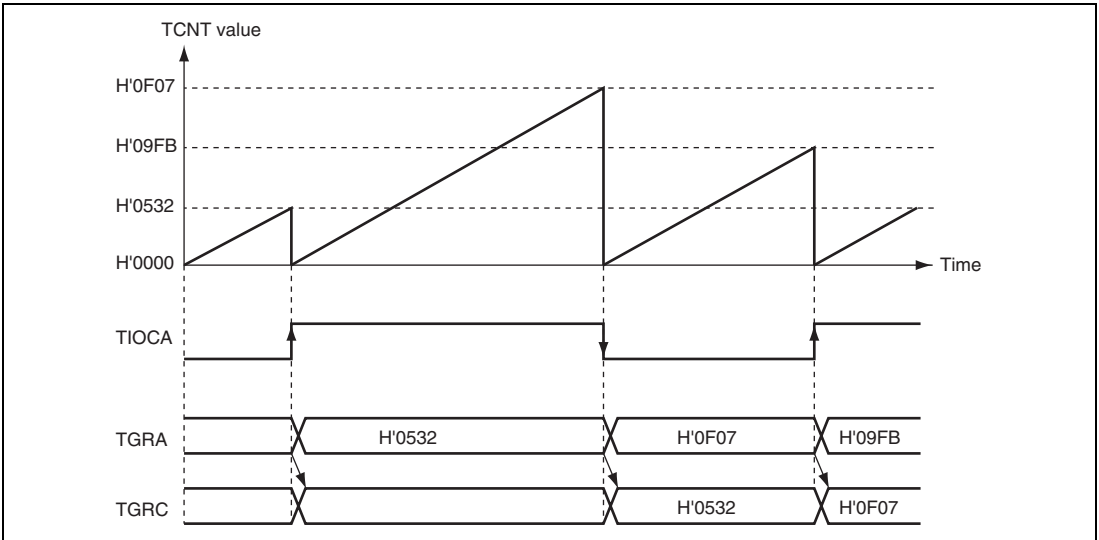 TCNT value
H'0F07
H'09FB
H'0532
H'0000
Time
TIOCA
TGRA
H'0532
H'0F07
H'09FB
TGRC
H'0532
H'0F07